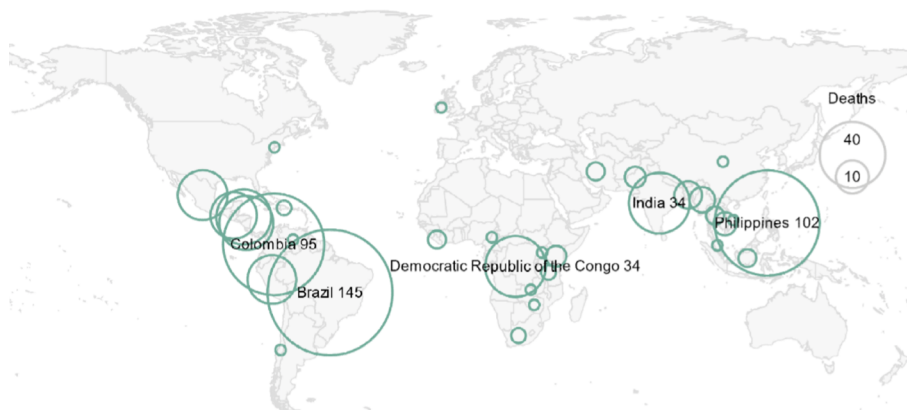 Deaths
40
10
India 34
Philippines 102
Colombia 95
Democratic Republic of the Congo 34
Brazil 145